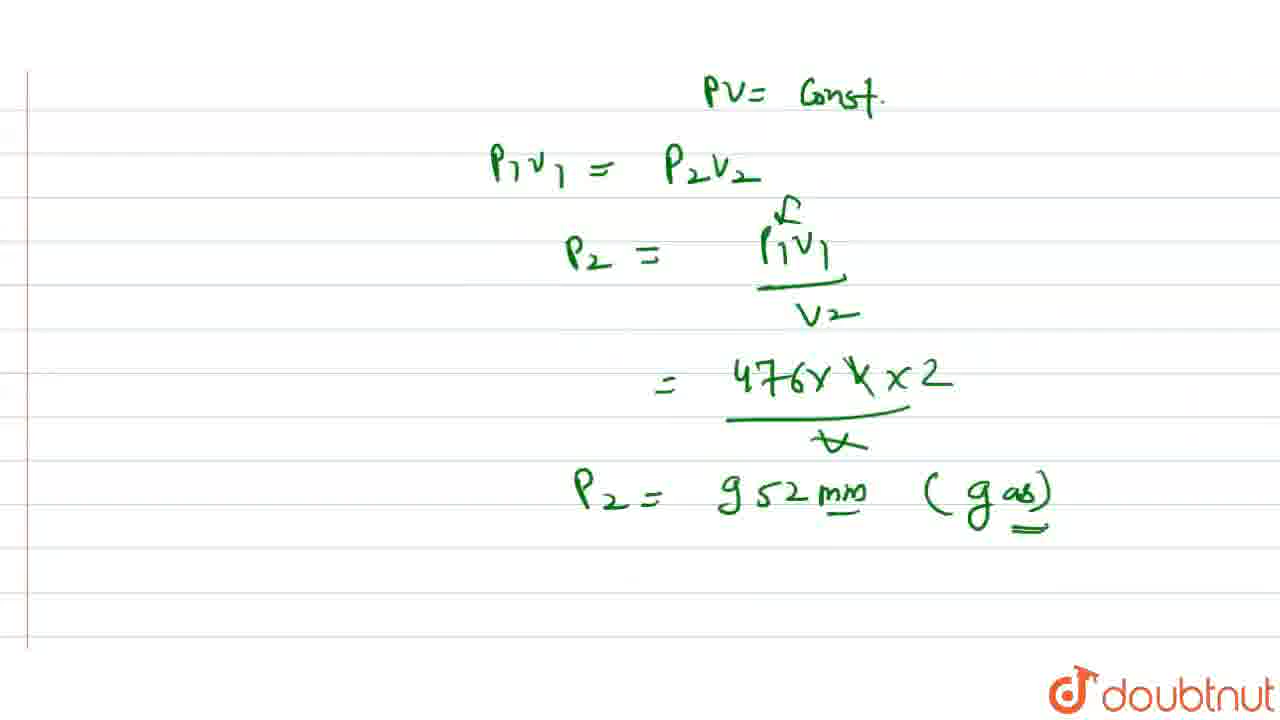 PV = Const.
P1V1 = P2V2
P2 = P1V1
V2
= 476 x V x 2
V
P2 = 952 mm (gas)
doubtnut